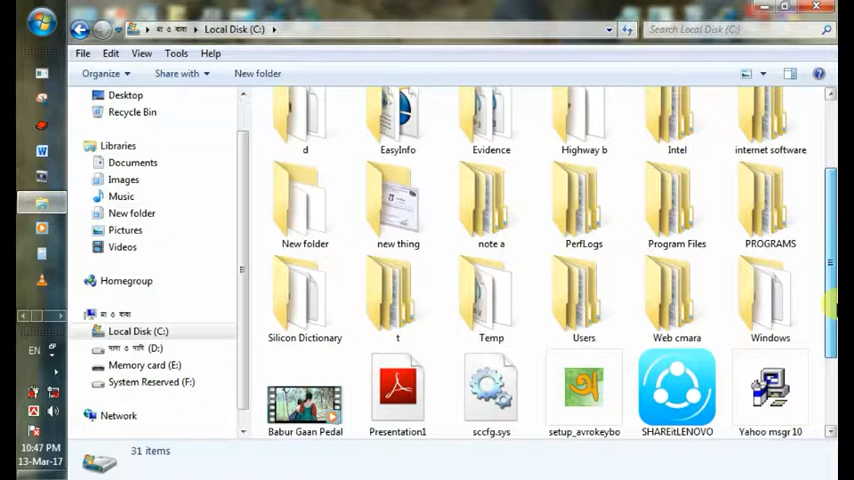 মা ও বাবা
Local Disk (C:)
Search Local Disk (C:)
File
Edit
View
Tools
Help
Organize
Share with
New folder
Desktop
Recycle Bin
Libraries
Documents
Images
Music
New folder
Pictures
Videos
Homegroup
মা ও বাবা
Local Disk (C:)
(D:)
Memory card (E:)
System Reserved (F:)
Network
d
EasyInfo
Evidence
Highway b
Intel
internet software
New folder
new thing
note a
PerfLogs
Program Files
PROGRAMS
Silicon Dictionary
t
Temp
Users
Web cmara
Windows
Babur Gaan Pedal
Presentation1
sccfg.sys
setup_avrokeybo
SHAREitLENOVO
Yahoo msgr 10
31 items
EN
10:47 PM
13-Mar-17